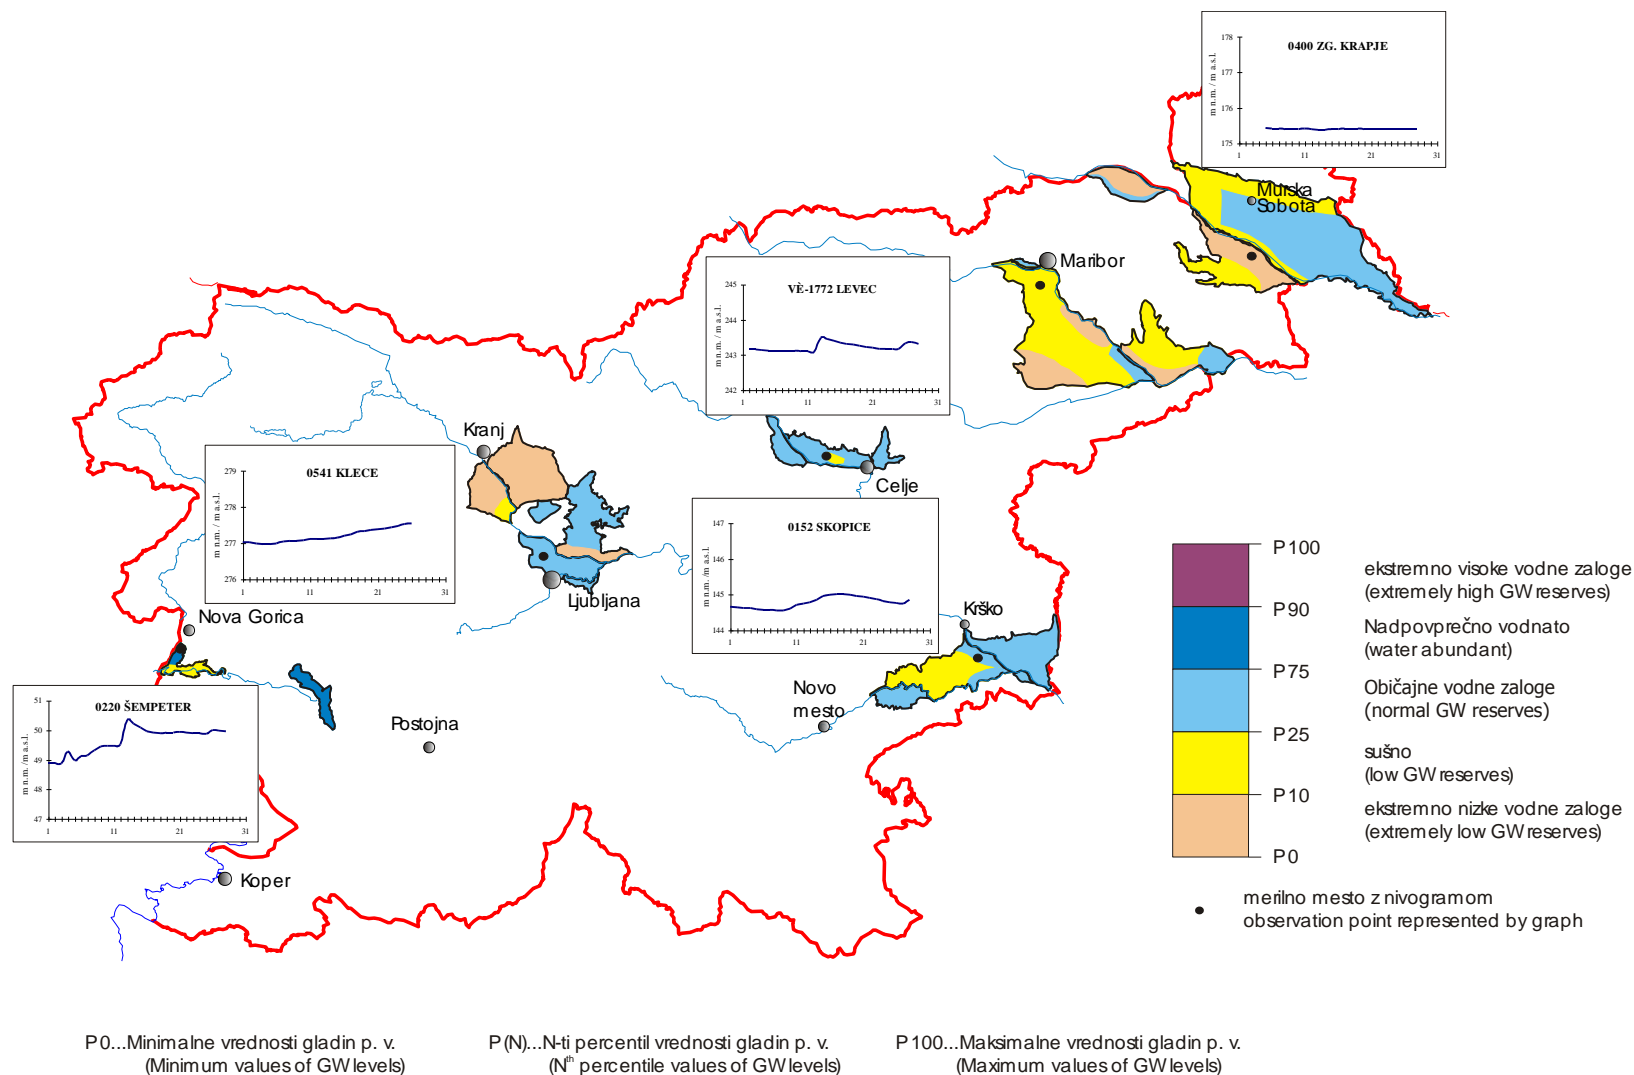 0400 ZG. KRAPJE
m n.m. / m a.s.l.
178
177
176
175
1
11
21
31
Murska
Sobota
Maribor
VÈ-1772 LEVEC
m n.m. / m a.s.l.
245
244
243
242
1
11
21
31
Kranj
Celje
0541 KLECE
m n.m. / m a.s.l.
279
278
277
276
1
11
21
31
0152 SKOPICE
m n.m. /m a.s.l.
147
146
145
144
1
11
21
31
Ljubljana
Nova Gorica
Krško
Novo
mesto
Postojna
0220 ŠEMPETER
m n.m. /m a.s.l.
51
50
49
48
47
1
11
21
31
Koper
P100
ekstremno visoke vodne zaloge
(extremely high GW reserves)
P90
Nadpovprečno vodnato
(water abundant)
P75
Običajne vodne zaloge
(normal GW reserves)
P25
sušno
(low GW reserves)
P10
ekstremno nizke vodne zaloge
(extremely low GW reserves)
P0
merilno mesto z nivogramom
observation point represented by graph
P0...Minimalne vrednosti gladin p. v.
(Minimum values of GW levels)
P(N)...N-ti percentil vrednosti gladin p. v.
(Nth percentile values of GW levels)
P100...Maksimalne vrednosti gladin p. v.
(Maximum values of GW levels)